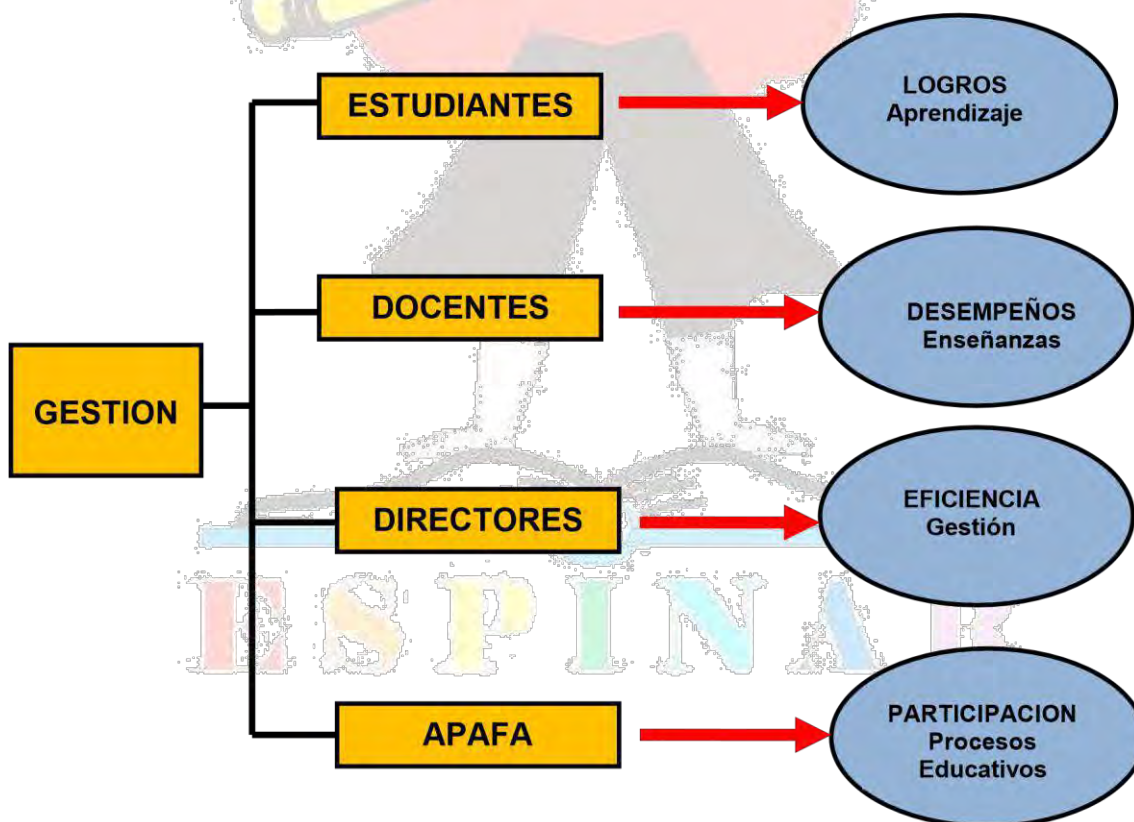 ESTUDIANTES
LOGROS
Aprendizaje
DOCENTES
DESEMPEÑOS
Enseñanzas
GESTION
DIRECTORES
EFICIENCIA
Gestión
ESPINAR
APAFA
PARTICIPACION
Procesos
Educativos